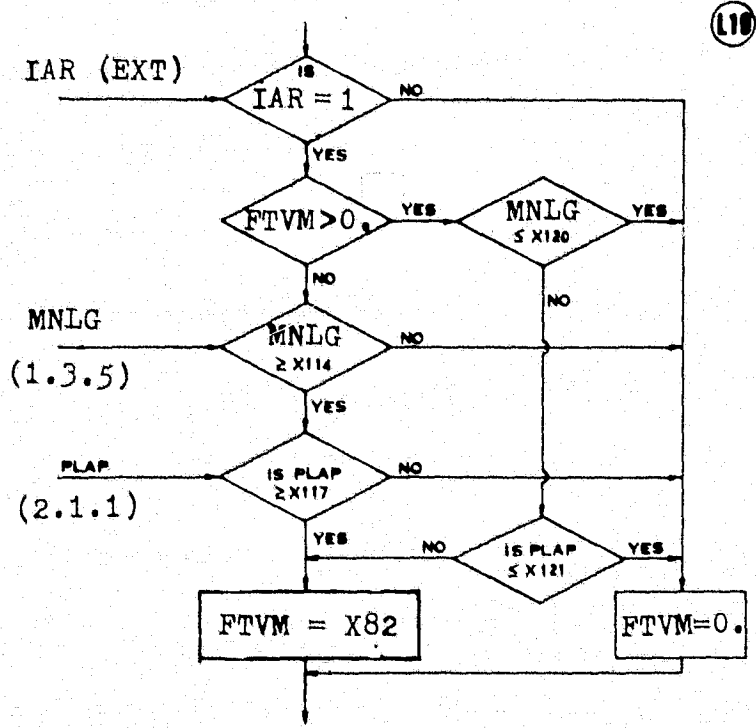 L10
IAR (EXT)
IS
IAR = 1
NO
YES
FTVM>0.
YES
MNLG
≤ X120
YES
NO
NO
MNLG
(1.3.5)
MNLG
≥ X114
NO
YES
PLAP
(2.1.1)
IS PLAP
≥X117
NO
YES
NO
IS PLAP
≤ X121
YES
FTVM = X82
FTVM=0.